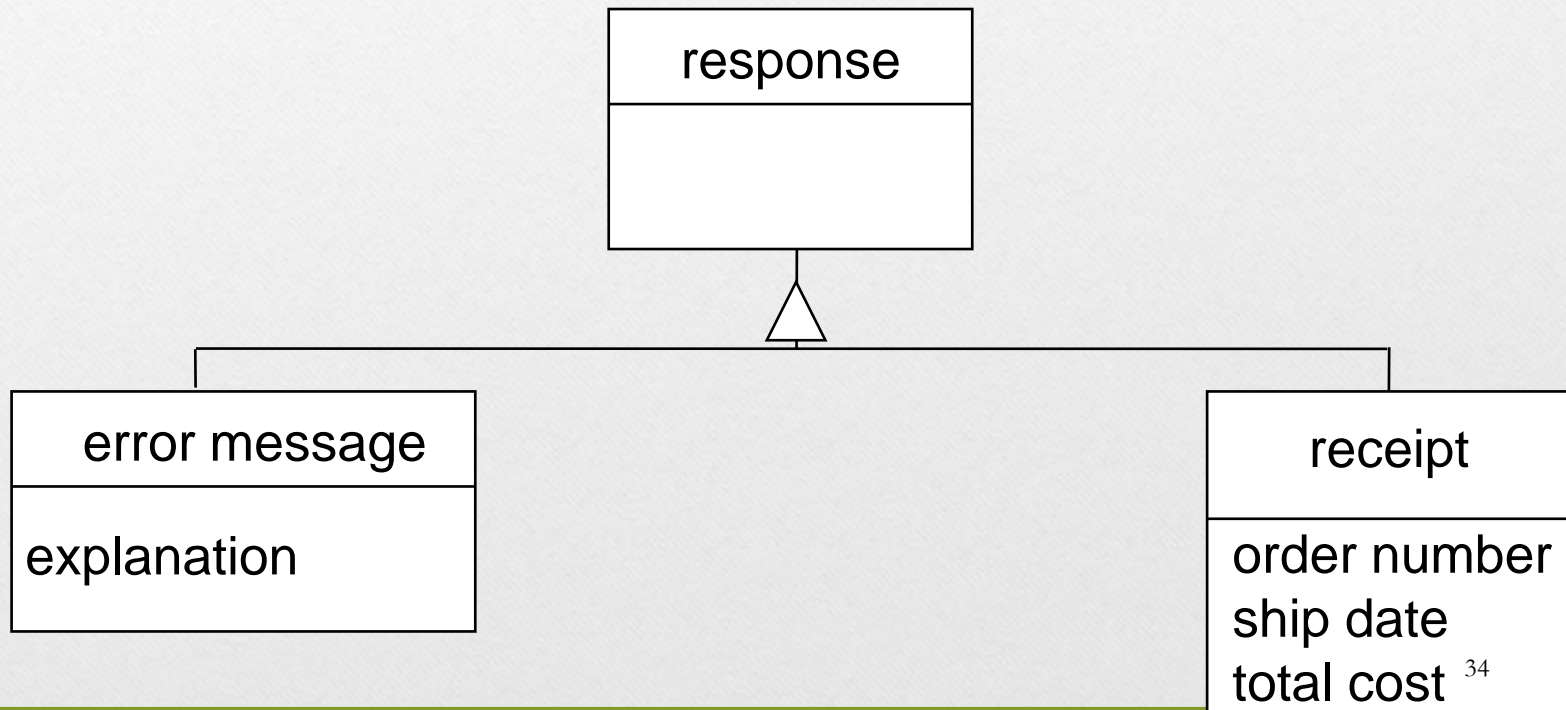 response
error message
explanation
receipt
order number
ship date
total cost
34